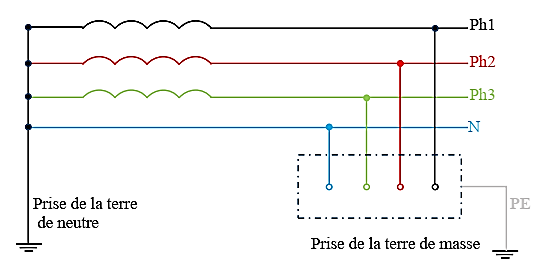 Ph1
Ph2
Ph3
N
Prise de la terre
de neutre
PE
Prise de la terre de masse